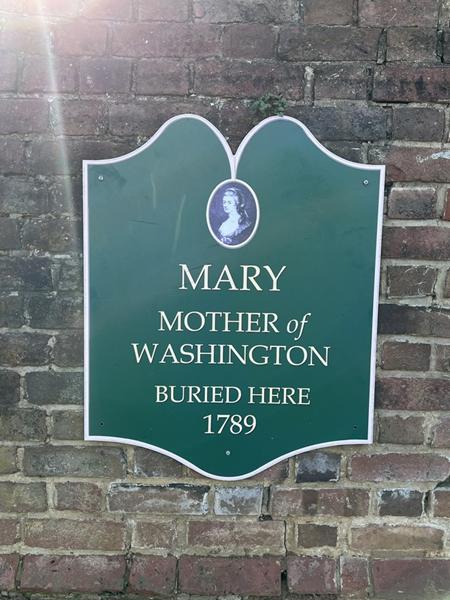 MARY
MOTHER of
WASHINGTON
BURIED HERE
1789